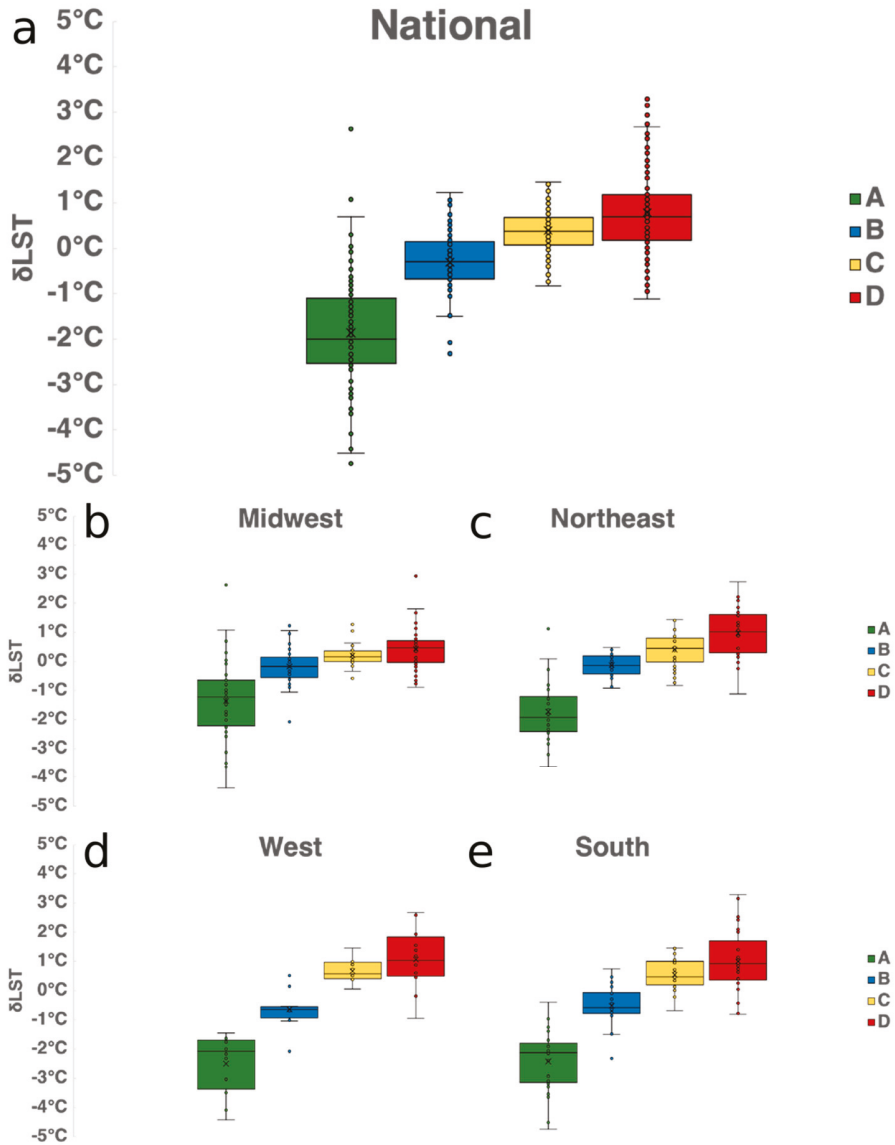 a
National
5°C
4°C
3°C
2°C
1°C
0°C
-1°C
-2°C
-3°C
-4°C
-5°C
δLST
A
B
C
D
b
Midwest
c
Northeast
5°C
4°C
3°C
2°C
1°C
0°C
-1°C
-2°C
-3°C
-4°C
-5°C
δLST
A
B
C
D
d
West
e
South
5°C
4°C
3°C
2°C
1°C
0°C
-1°C
-2°C
-3°C
-4°C
-5°C
δLST
A
B
C
D